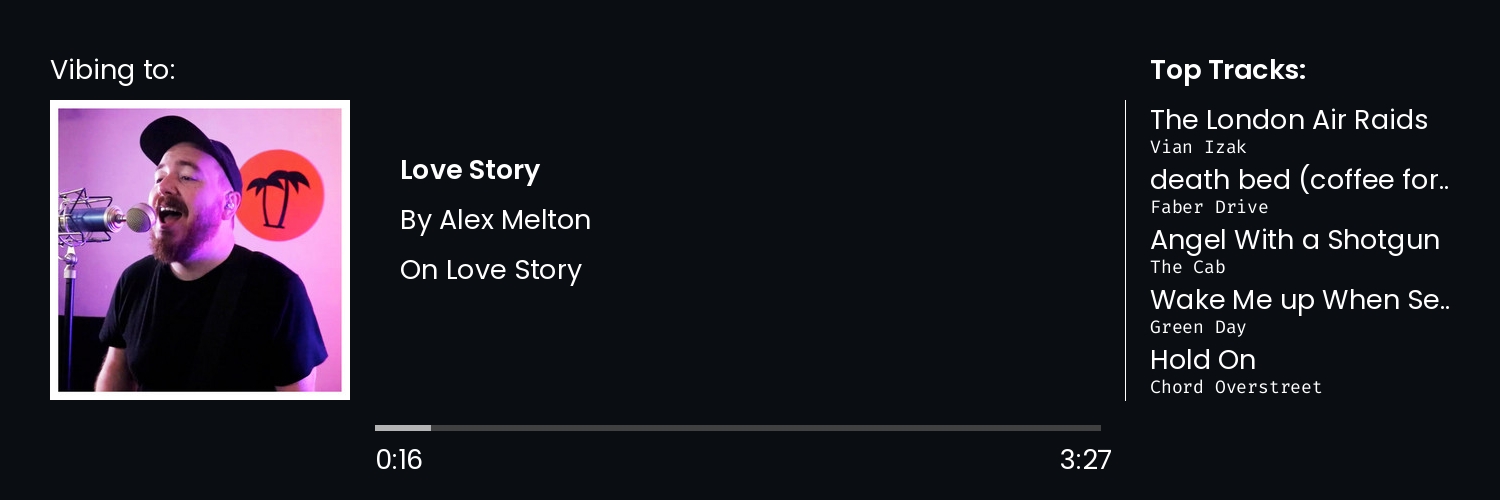 Vibing to:
Love Story
By Alex Melton
On Love Story
0:16
3:27
Top Tracks:
The London Air Raids
Vian Izak
death bed (coffee for..
Faber Drive
Angel With a Shotgun
The Cab
Wake Me up When Se..
Green Day
Hold On
Chord Overstreet